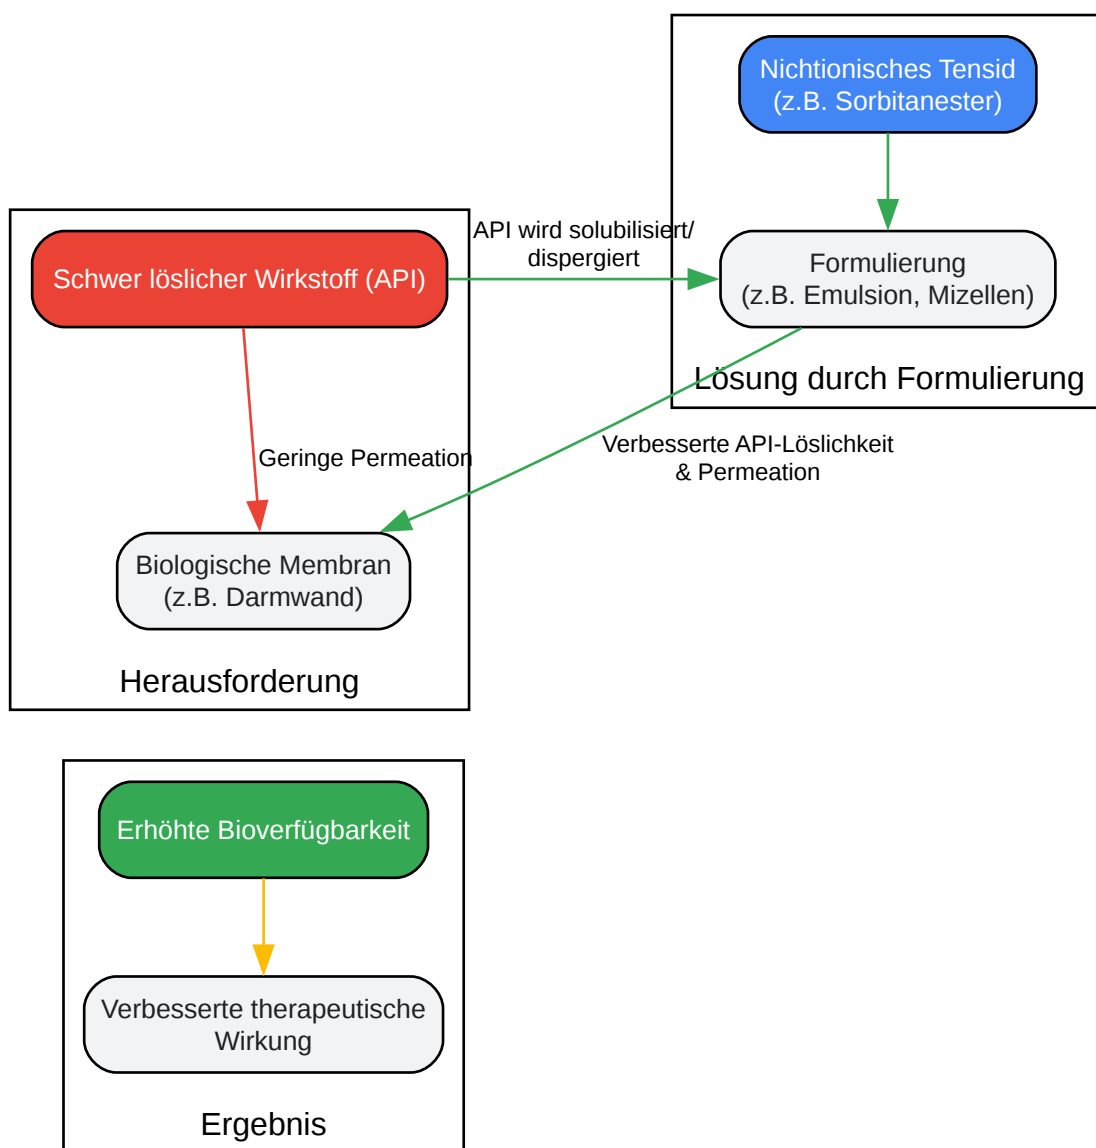 Nichtionisches Tensid
(z.B. Sorbitanester)
API wird solubilisiert/
dispergiert
Schwer löslicher Wirkstoff (API)
Formulierung
(z.B. Emulsion, Mizellen)
Lösung durch Formulierung
Geringe Permeation
Verbesserte API-Löslichkeit
& Permeation
Biologische Membran
(z.B. Darmwand)
Herausforderung
Erhöhte Bioverfügbarkeit
Verbesserte therapeutische
Wirkung
Ergebnis